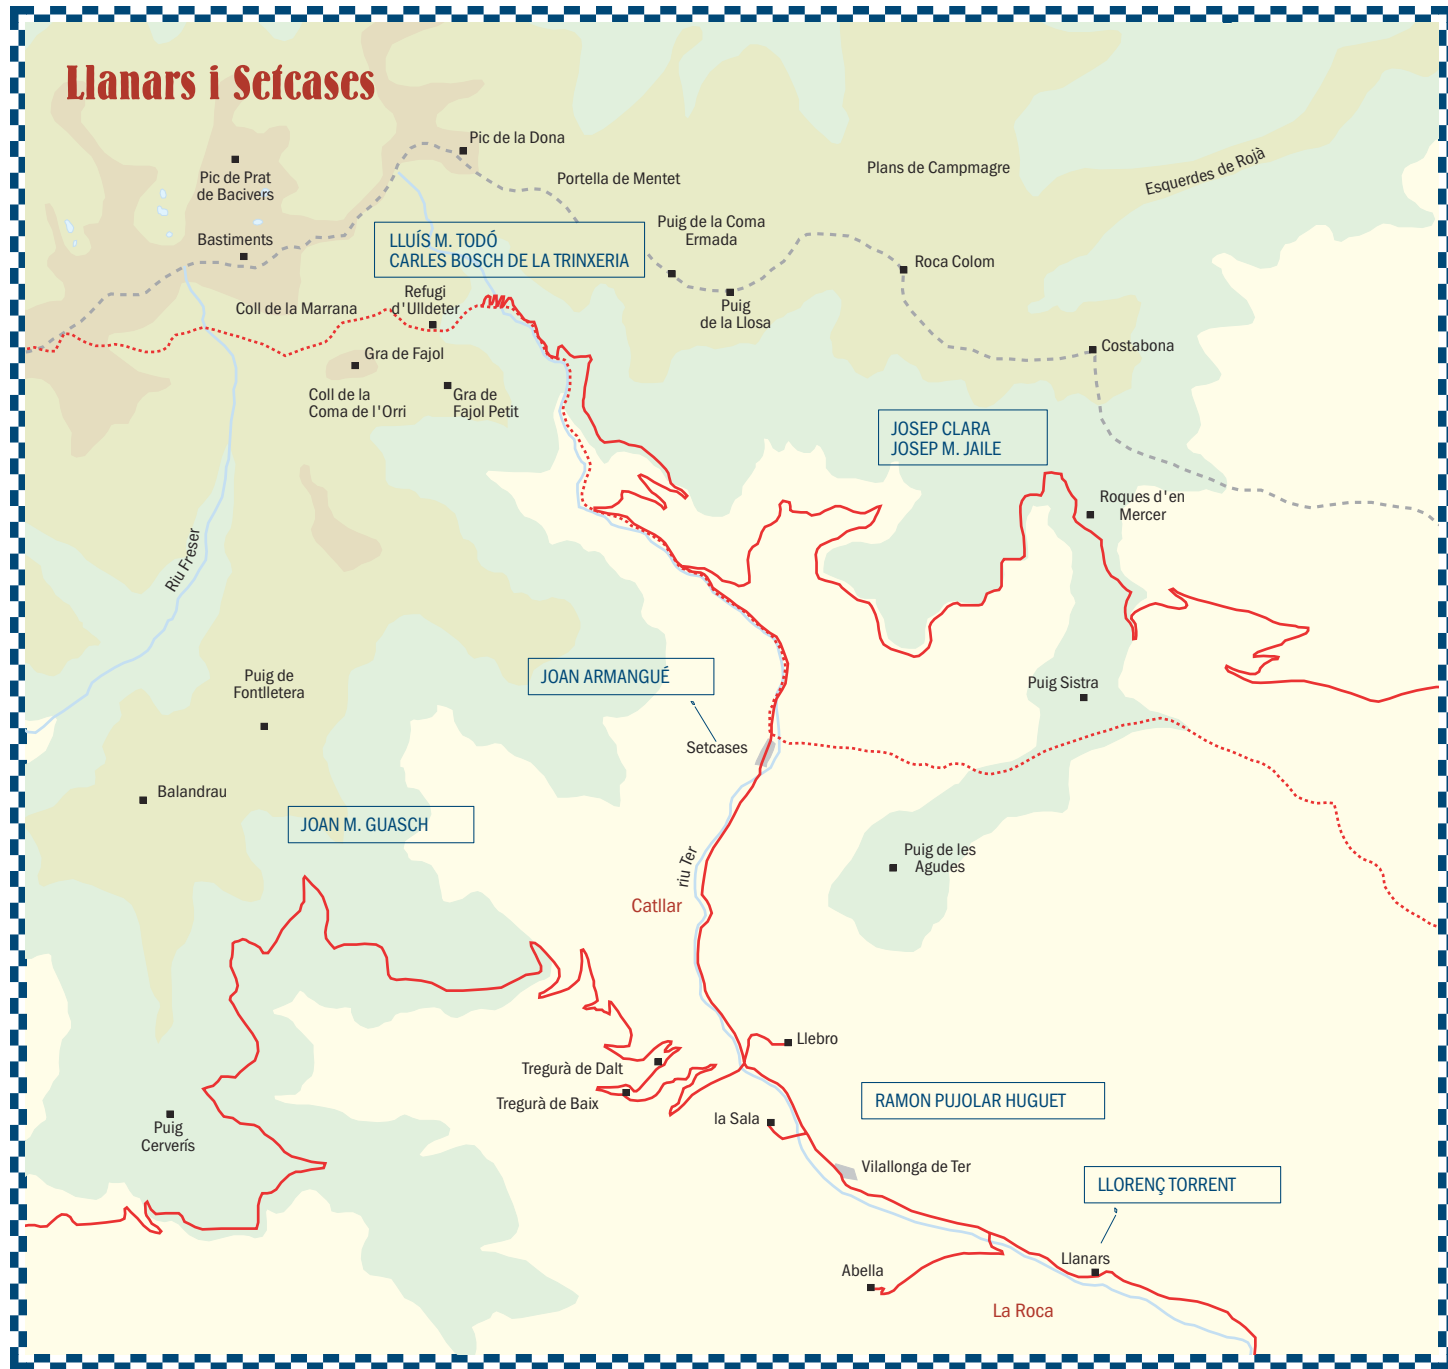 Llanars i Setcases
Pic de la Dona
Pic de Prat
de Bacivers
Portella de Mentet
Plans de Campmagre
Esquerdes de Rojà
Bastiments
LLUÍS M. TODÓ
CARLES BOSCH DE LA TRINXERIA
Puig de la Coma
Ermada
Roca Colom
Coll de la Marrana
Refugi
d'Ulldeter
Puig
de la Llosa
Gra de Fajol
Costabona
Coll de la
Coma de l'Orri
Gra de
Fajol Petit
JOSEP CLARA
JOSEP M. JAILE
Roques d'en
Mercer
Riu Freser
Puig de
Fontlletera
JOAN ARMANGUÉ
Puig Sistra
Setcases
Balandrau
JOAN M. GUASCH
riu Ter
Puig de les
Agudes
Catllar
Llebro
Tregurà de Dalt
Tregurà de Baix
RAMON PUJOLAR HUGUET
la Sala
Puig
Cerverís
Vilallonga de Ter
LLORENÇ TORRENT
Llanars
Abella
La Roca